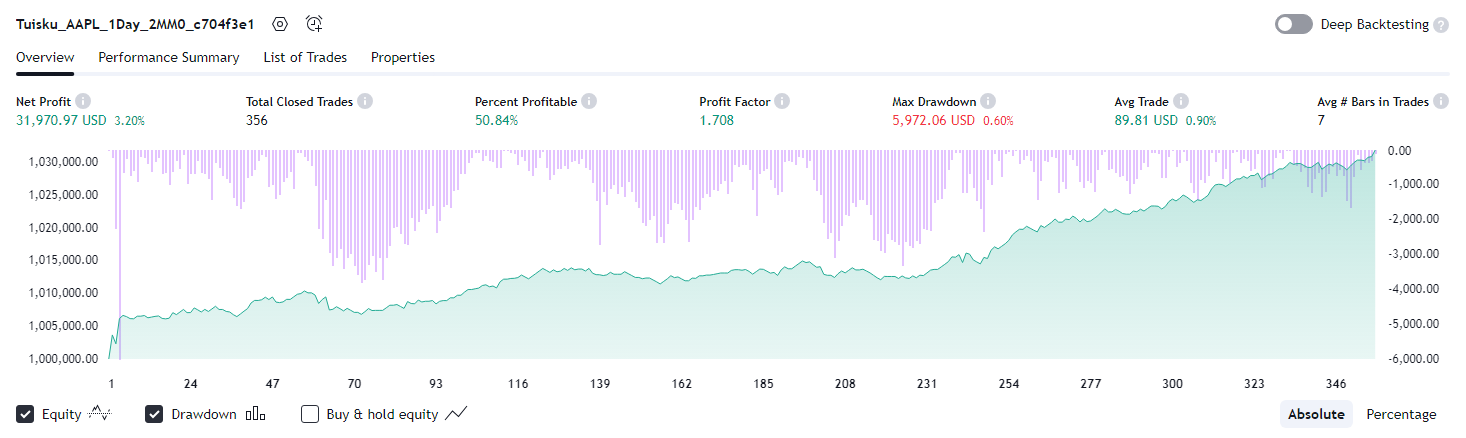 Tuisku_AAPL_1Day_2MM0_c704f3e1 Deep Backtesting ?
Overview Performance Summary List of Trades Properties
Net Profit Total Closed Trades Percent Profitable Profit Factor Max Drawdown Avg Trade Avg # Bars in Trades
31,970.97 USD 3.20% 356 50.84% 1.708 5,972.06 USD 0.60% 89.81 USD 0.90% 7
1,030,000.00 0.00
1,025,000.00 -1,000.00
1,020,000.00 -2,000.00
1,015,000.00 -3,000.00
1,010,000.00 -4,000.00
1,005,000.00 -5,000.00
1,000,000.00 -6,000.00
1 24 47 70 93 116 139 162 185 208 231 254 277 300 323 346
Equity Drawdown Buy & hold equity Absolute Percentage